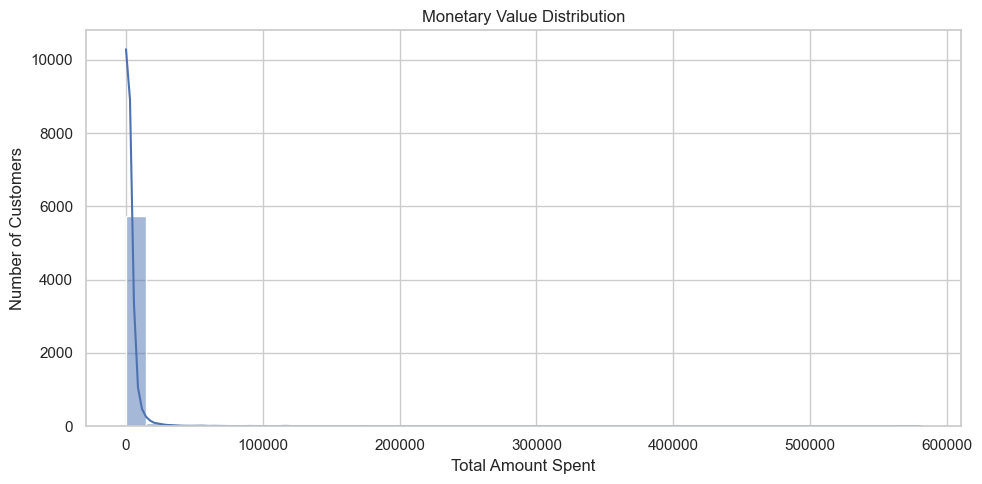 Monetary Value Distribution
Number of Customers
10000
8000
6000
4000
2000
0
0 100000 200000 300000 400000 500000 600000
Total Amount Spent